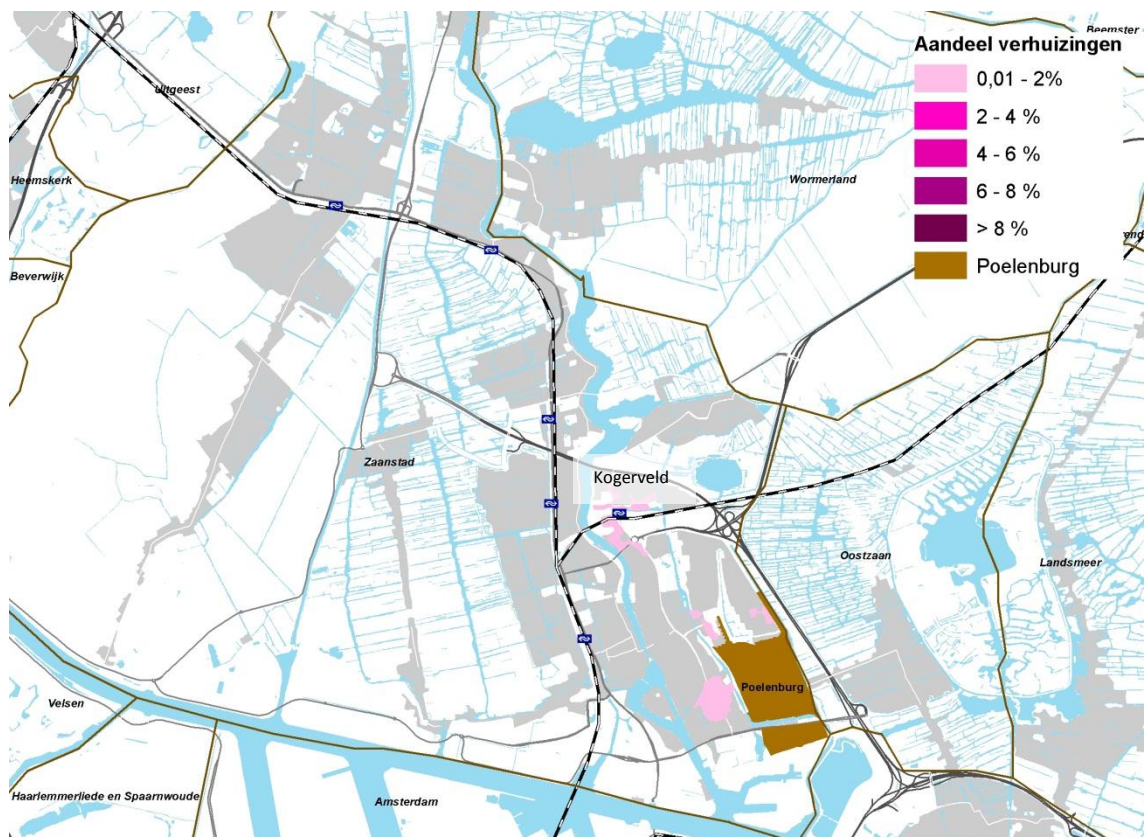 Beemster
Aandeel verhuizingen
0,01 - 2%
2 - 4 %
4 - 6 %
6 - 8 %
> 8 %
Poelenburg
Uitgeest
Heemskerk
Wormerland
Beverwijk
Zaanstad
Kogerveld
Oostzaan
Landsmeer
Poelenburg
Velsen
Haarlemmerliede en Spaarnwoude
Amsterdam